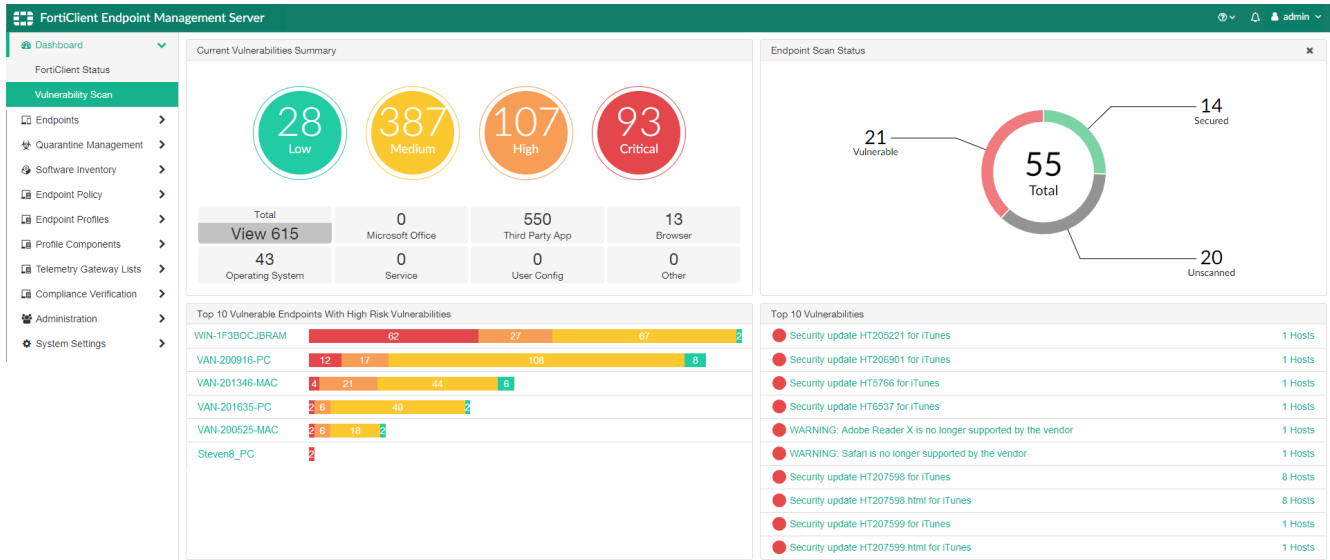 FortiClient Endpoint Management Server
admin
Dashboard
FortiClient Status
Vulnerability Scan
Endpoints
Quarantine Management
Software Inventory
Endpoint Policy
Endpoint Profiles
Profile Components
Telemetry Gateway Lists
Compliance Verification
Administration
System Settings
Current Vulnerabilities Summary
28
Low
387
Medium
107
High
93
Critical
Total
View 615
0
Microsoft Office
550
Third Party App
13
Browser
43
Operating System
0
Service
0
User Config
0
Other
Endpoint Scan Status
14
Secured
21
Vulnerable
55
Total
20
Unscanned
Top 10 Vulnerable Endpoints With High Risk Vulnerabilities
WIN-1F3BOCJBRAM 62 27 67 2
VAN-200916-PC 12 17 108 8
VAN-201346-MAC 4 21 44 6
VAN-201635-PC 2 6 49 2
VAN-200525-MAC 2 6 18 2
Steven8_PC 2
Top 10 Vulnerabilities
Security update HT205221 for iTunes 1 Hosts
Security update HT206901 for iTunes 1 Hosts
Security update HT5766 for iTunes 1 Hosts
Security update HT6537 for iTunes 1 Hosts
WARNING: Adobe Reader X is no longer supported by the vendor 1 Hosts
WARNING: Safari is no longer supported by the vendor 1 Hosts
Security update HT207598 for iTunes 8 Hosts
Security update HT207598.html for iTunes 8 Hosts
Security update HT207599 for iTunes 1 Hosts
Security update HT207599.html for iTunes 1 Hosts